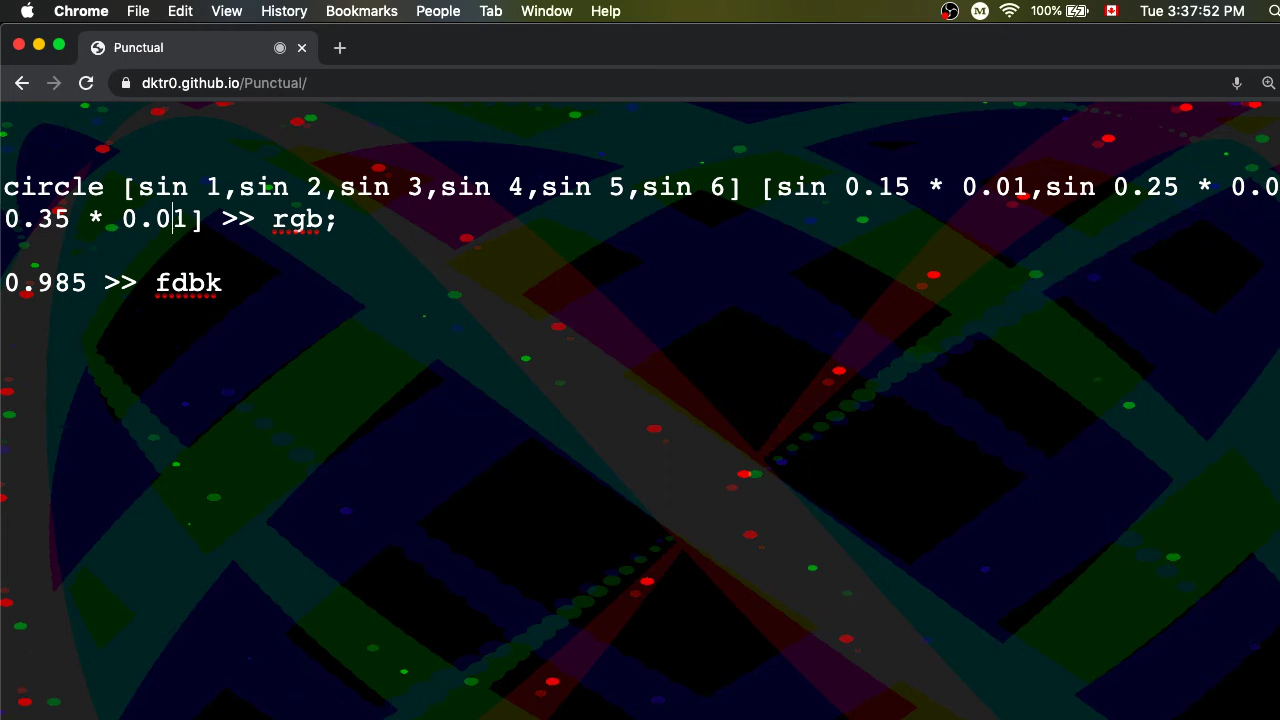 Chrome File Edit View History Bookmarks People Tab Window Help M 100% Tue 3:37:52 PM
Punctual
dktr0.github.io/Punctual/
circle [sin 1,sin 2,sin 3,sin 4,sin 5,sin 6] [sin 0.15 * 0.01,sin 0.25 * 0.0
0.35 * 0.01] >> rgb;
0.985 >> fdbk